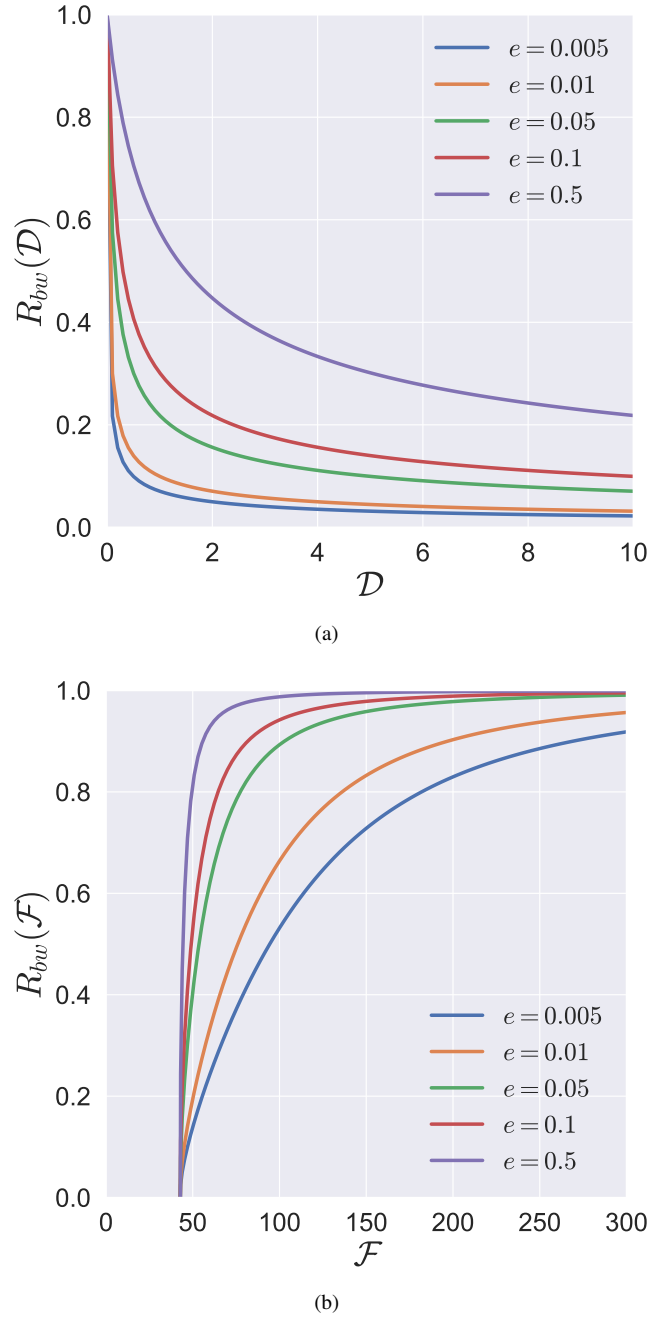 1.0
0.8
0.6
0.4
0.2
0.0
R_{bw}(𝒟)
e = 0.005
e = 0.01
e = 0.05
e = 0.1
e = 0.5
0 2 4 6 8 10
𝒟
(a)
1.0
0.8
0.6
0.4
0.2
0.0
R_{bw}(ℱ)
e = 0.005
e = 0.01
e = 0.05
e = 0.1
e = 0.5
0 50 100 150 200 250 300
ℱ
(b)